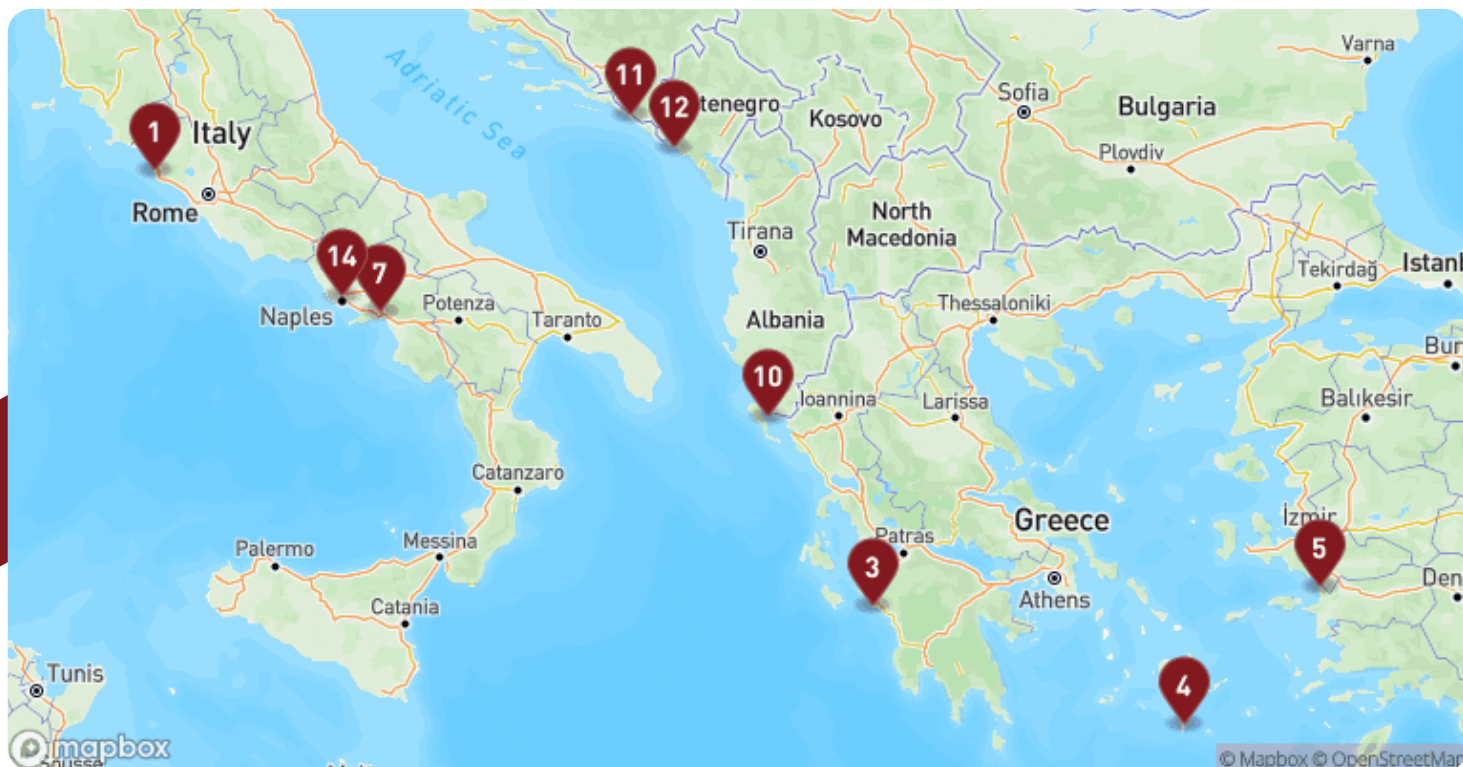 Adriatic Sea
Varna
11
12
tenegro
Sofia
Bulgaria
Kosovo
1
Italy
Plovdiv
Rome
North
Macedonia
Tirana
14
7
Tekirdağ
Istanb
Potenza
Naples
Taranto
Thessaloniki
Albania
Bur
10
Ioannina
Larissa
Balıkesir
Catanzaro
İzmir
Greece
Patras
5
Messina
Palermo
3
Den
Athens
Catania
Tunis
4
mapbox
Sousse
© Mapbox © OpenStreetMap